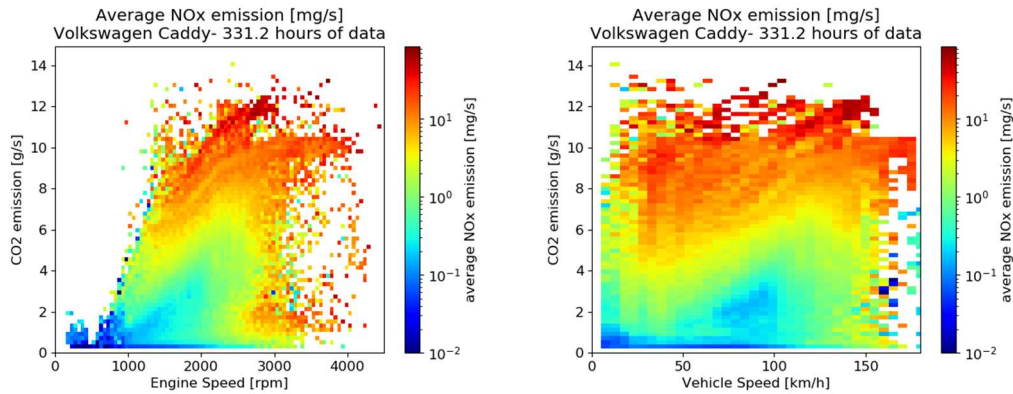 Average NOx emission [mg/s]
Volkswagen Caddy- 331.2 hours of data
14
12
10
8
6
4
2
0
CO2 emission [g/s]
0 1000 2000 3000 4000
Engine Speed [rpm]
10^1
10^0
10^-1
10^-2
average NOx emission [mg/s]
Average NOx emission [mg/s]
Volkswagen Caddy- 331.2 hours of data
14
12
10
8
6
4
2
0
CO2 emission [g/s]
0 50 100 150
Vehicle Speed [km/h]
10^1
10^0
10^-1
10^-2
average NOx emission [mg/s]